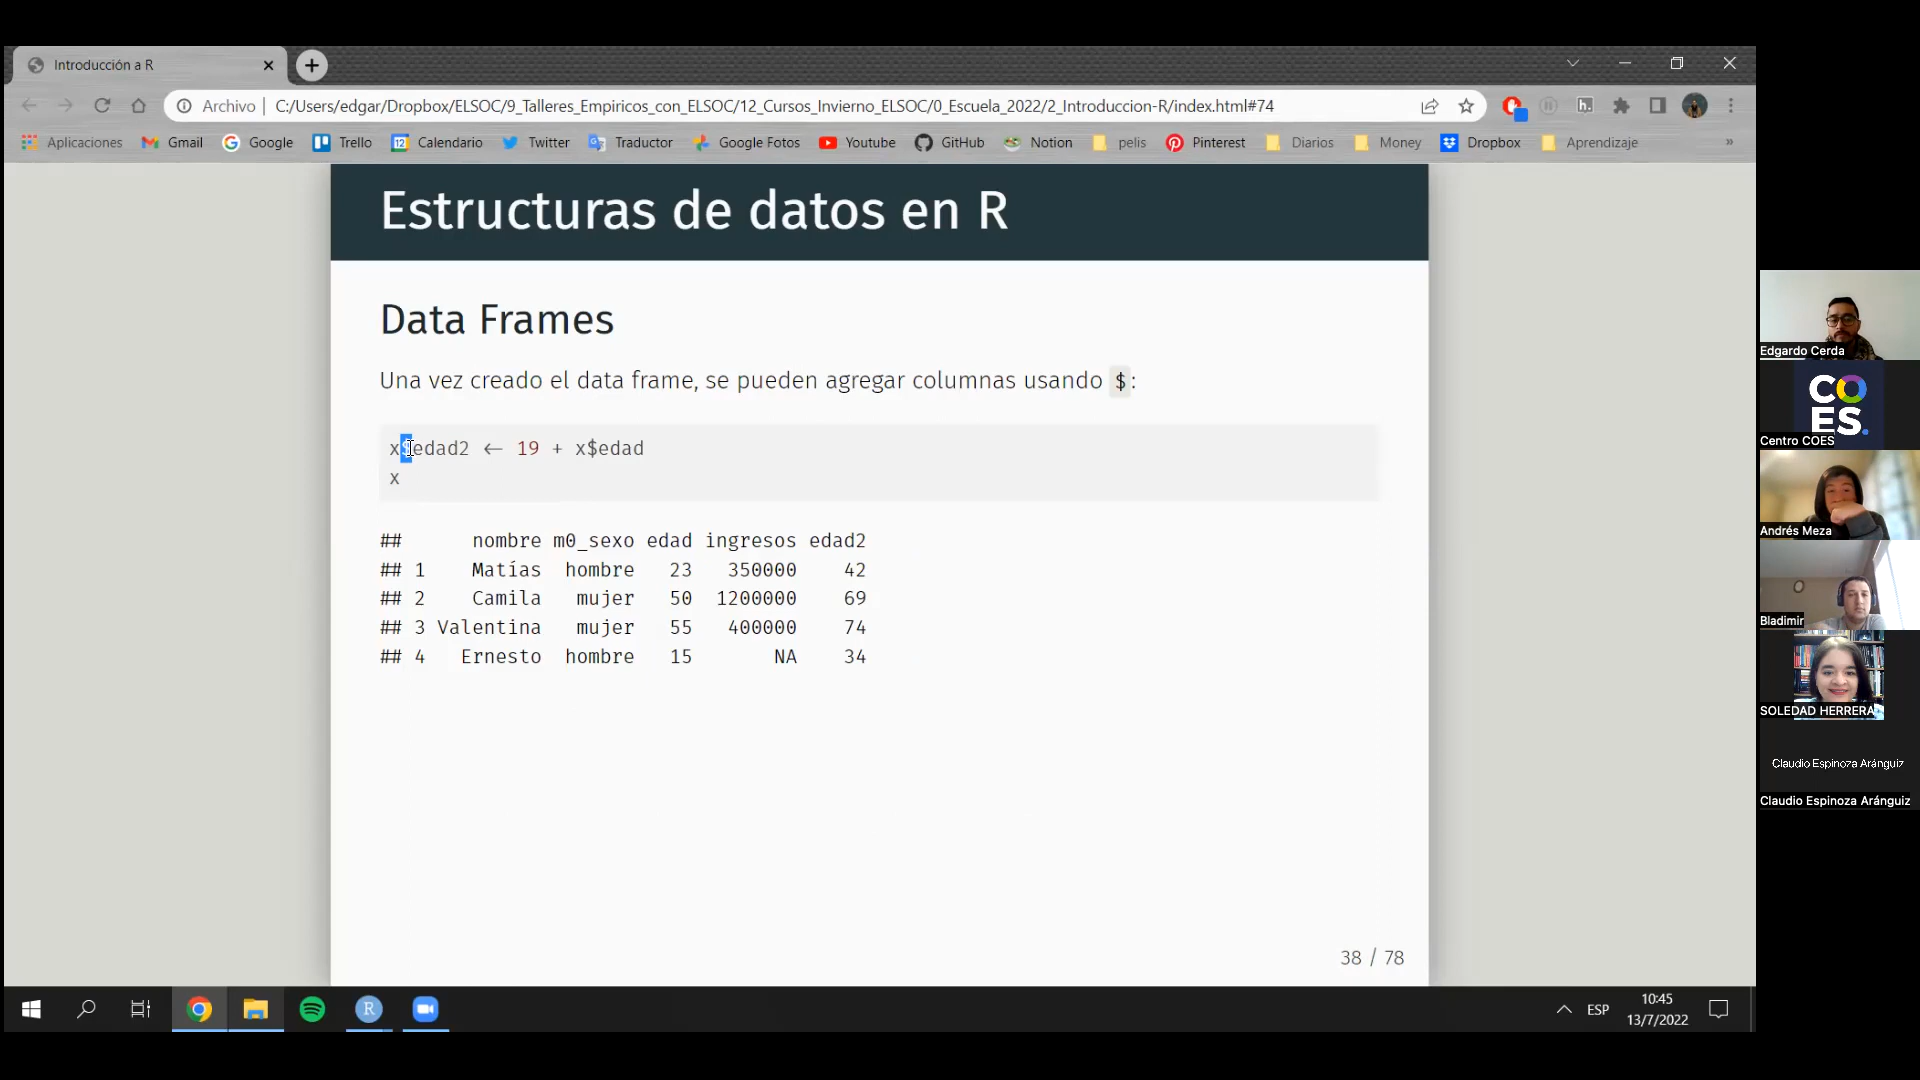 Introducción a R
Archivo | C:/Users/edgar/Dropbox/ELSOC/9_Talleres_Empiricos_con_ELSOC/12_Cursos_Invierno_ELSOC/0_Escuela_2022/2_Introduccion-R/index.html#74
Aplicaciones Gmail Google Trello Calendario Twitter Traductor Google Fotos Youtube GitHub Notion pelis Pinterest Diarios Money Dropbox Aprendizaje »
Estructuras de datos en R
Data Frames
Una vez creado el data frame, se pueden agregar columnas usando $:
x$edad2 ← 19 + x$edad
x
## nombre m0_sexo edad ingresos edad2
## 1 Matías hombre 23 350000 42
## 2 Camila mujer 50 1200000 69
## 3 Valentina mujer 55 400000 74
## 4 Ernesto hombre 15 NA 34
38 / 78
Edgardo Cerda
COES.
Centro COES
Andrés Meza
Bladimir
SOLEDAD HERRERA
Claudio Espinoza Aránguiz
Claudio Espinoza Aránguiz
R
ESP
10:45
13/7/2022